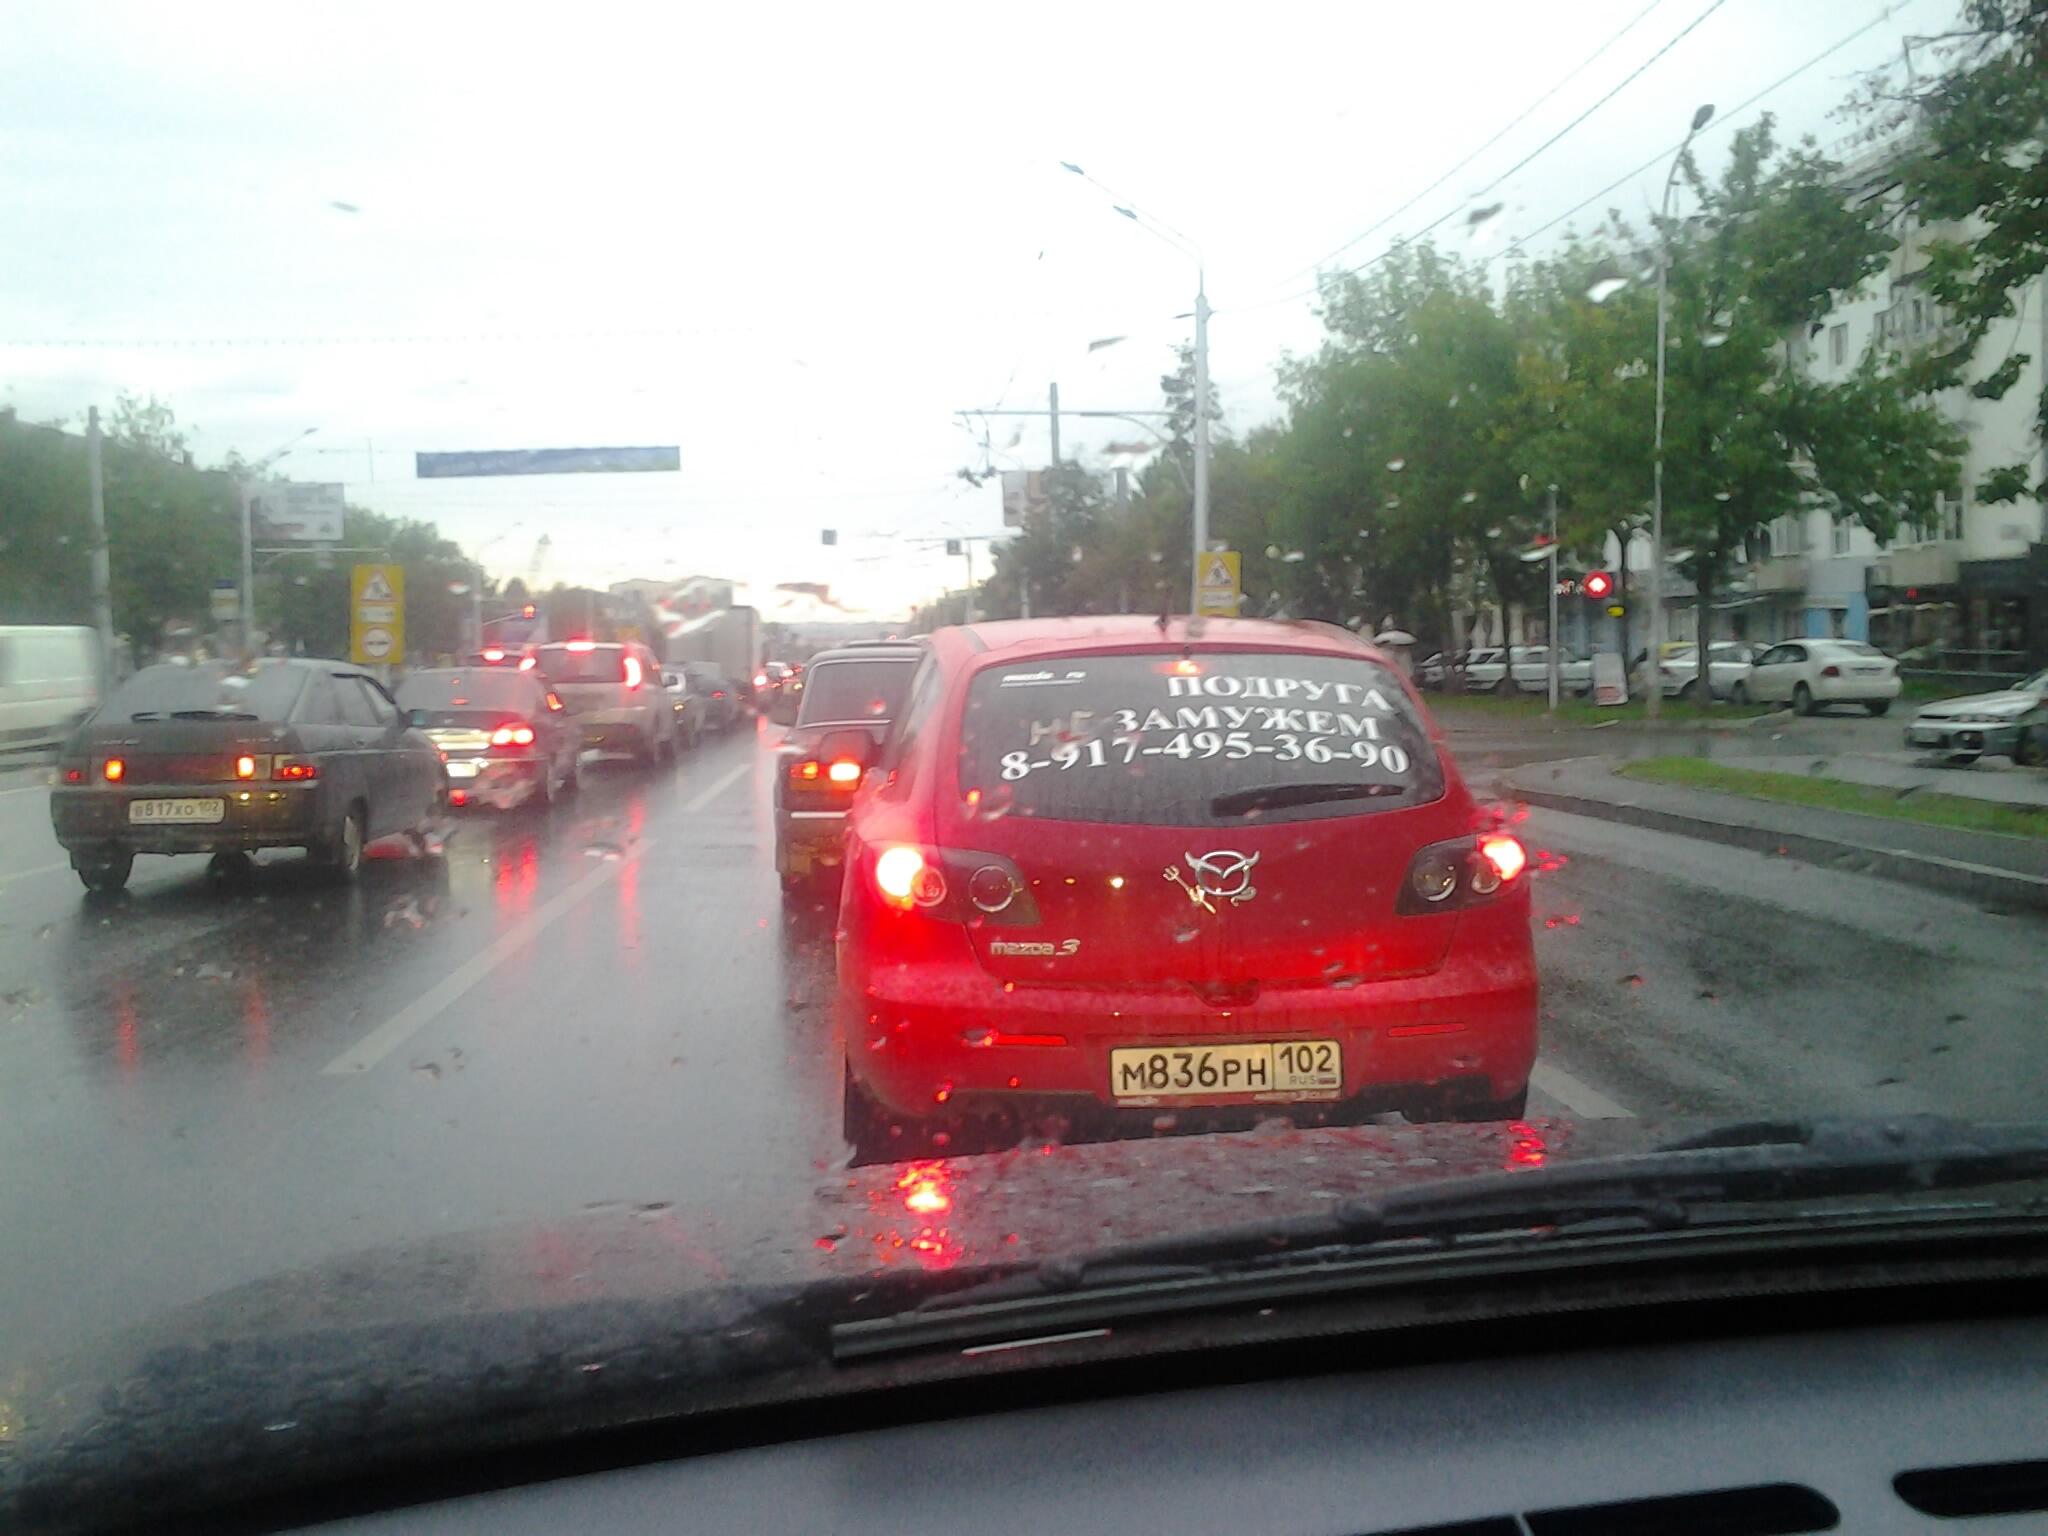 ПОДРУГА
НЕ ЗАМУЖЕМ
8-917-495-36-90
mazda 3
М836РН 102
RUS
В817ХО 102